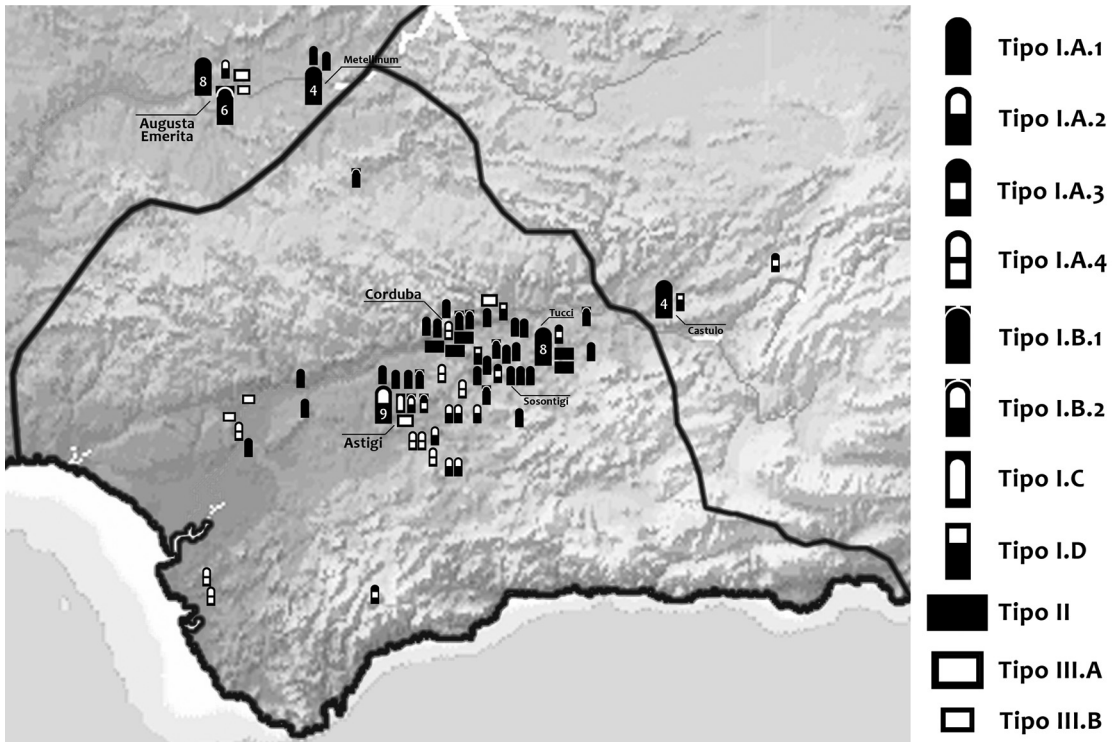 Metellinum
8
4
6
Augusta
Emerita
Corduba
Tucci
4
Castulo
8
Sosontigi
9
Astigi
Tipo I.A.1
Tipo I.A.2
Tipo I.A.3
Tipo I.A.4
Tipo I.B.1
Tipo I.B.2
Tipo I.C
Tipo I.D
Tipo II
Tipo III.A
Tipo III.B